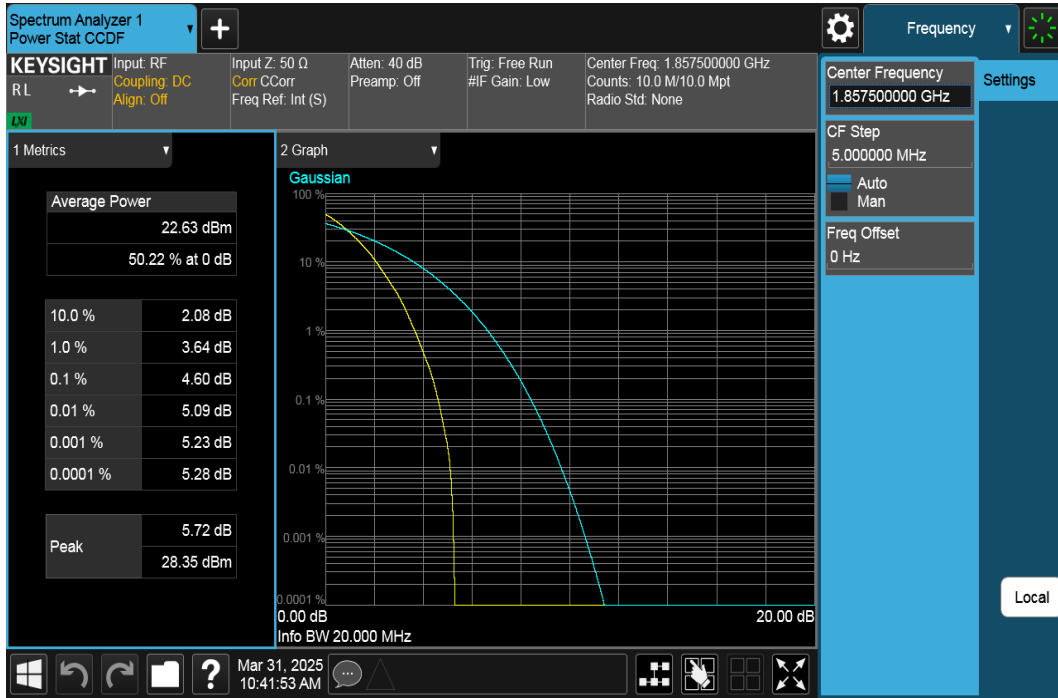 Spectrum Analyzer 1
Power Stat CCDF
Frequency
KEYSIGHT
RL
LXI
Input: RF
Coupling: DC
Align: Off
Input Z: 50 Ω
Corr CCorr
Freq Ref: Int (S)
Atten: 40 dB
Preamp: Off
Trig: Free Run
#IF Gain: Low
Center Freq: 1.857500000 GHz
Counts: 10.0 M/10.0 Mpt
Radio Std: None
Center Frequency
1.857500000 GHz
Settings
CF Step
5.000000 MHz
Auto
Man
Freq Offset
0 Hz
1 Metrics
Average Power
22.63 dBm
50.22 % at 0 dB
10.0 % 2.08 dB
1.0 % 3.64 dB
0.1 % 4.60 dB
0.01 % 5.09 dB
0.001 % 5.23 dB
0.0001 % 5.28 dB
Peak
5.72 dB
28.35 dBm
2 Graph
Gaussian
100 %
10 %
1 %
0.1 %
0.01 %
0.001 %
0.0001 %
0.00 dB 20.00 dB
Info BW 20.000 MHz
Local
?
Mar 31, 2025
10:41:53 AM